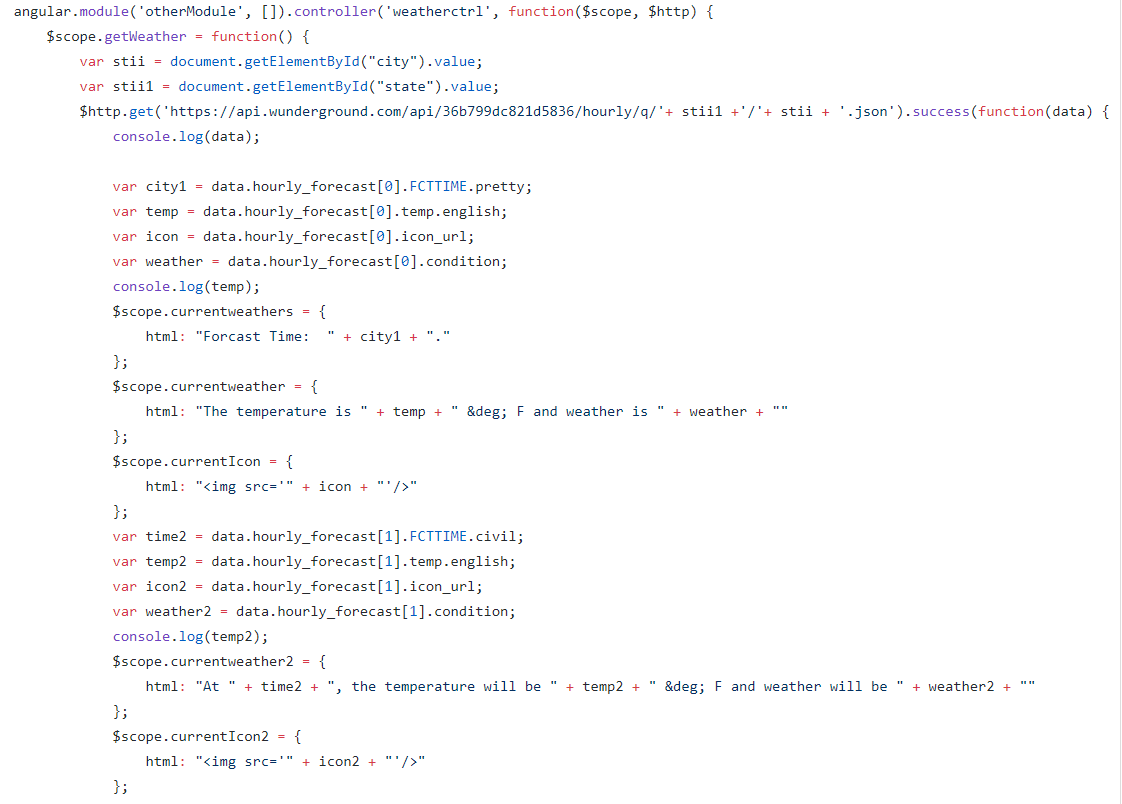 angular.module('otherModule', []).controller('weatherctrl', function($scope, $http) {
    $scope.getWeather = function() {
        var stii = document.getElementById("city").value;
        var stii1 = document.getElementById("state").value;
        $http.get('https://api.wunderground.com/api/36b799dc821d5836/hourly/q/'+ stii1 +'/'+ stii + '.json').success(function(data) {
            console.log(data);

            var city1 = data.hourly_forecast[0].FCTTIME.pretty;
            var temp = data.hourly_forecast[0].temp.english;
            var icon = data.hourly_forecast[0].icon_url;
            var weather = data.hourly_forecast[0].condition;
            console.log(temp);
            $scope.currentweathers = {
                html: "Forcast Time:  " + city1 + "."
            };
            $scope.currentweather = {
                html: "The temperature is " + temp + " &deg; F and weather is " + weather + ""
            };
            $scope.currentIcon = {
                html: "<img src='" + icon + "'/>"
            };
            var time2 = data.hourly_forecast[1].FCTTIME.civil;
            var temp2 = data.hourly_forecast[1].temp.english;
            var icon2 = data.hourly_forecast[1].icon_url;
            var weather2 = data.hourly_forecast[1].condition;
            console.log(temp2);
            $scope.currentweather2 = {
                html: "At " + time2 + ", the temperature will be " + temp2 + " &deg; F and weather will be " + weather2 + ""
            };
            $scope.currentIcon2 = {
                html: "<img src='" + icon2 + "'/>"
            };